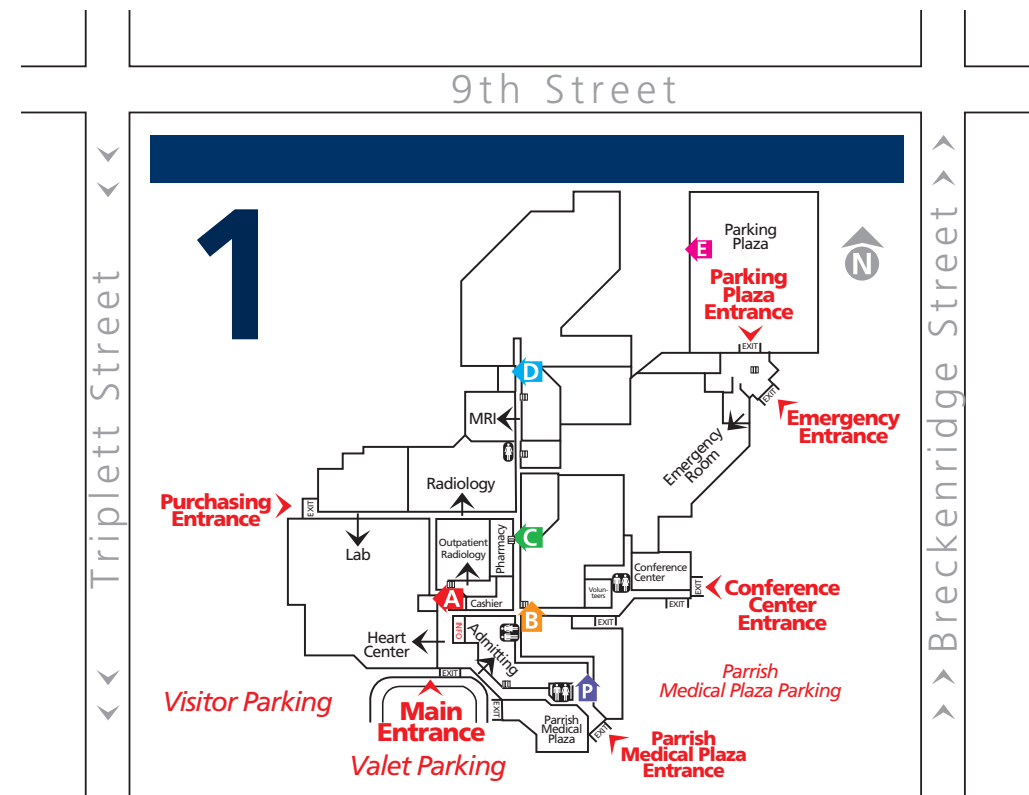 9th Street
Triplett Street
Breckenridge Street
1
N
Parking
Plaza
E
Parking
Plaza
Entrance
EXIT
D
EXIT
Emergency
Entrance
MRI
Emergency
Room
Radiology
Purchasing
Entrance
EXIT
Lab
Outpatient
Radiology
Pharmacy
C
Conference
Center
EXIT
Conference
Center
Entrance
Volun-
teers
EXIT
A
Cashier
B
EXIT
INFO
Admitting
Heart
Center
EXIT
P
Parrish
Medical Plaza Parking
Visitor Parking
Main
Entrance
EXIT
Parrish
Medical
Plaza
EXIT
Parrish
Medical Plaza
Entrance
Valet Parking